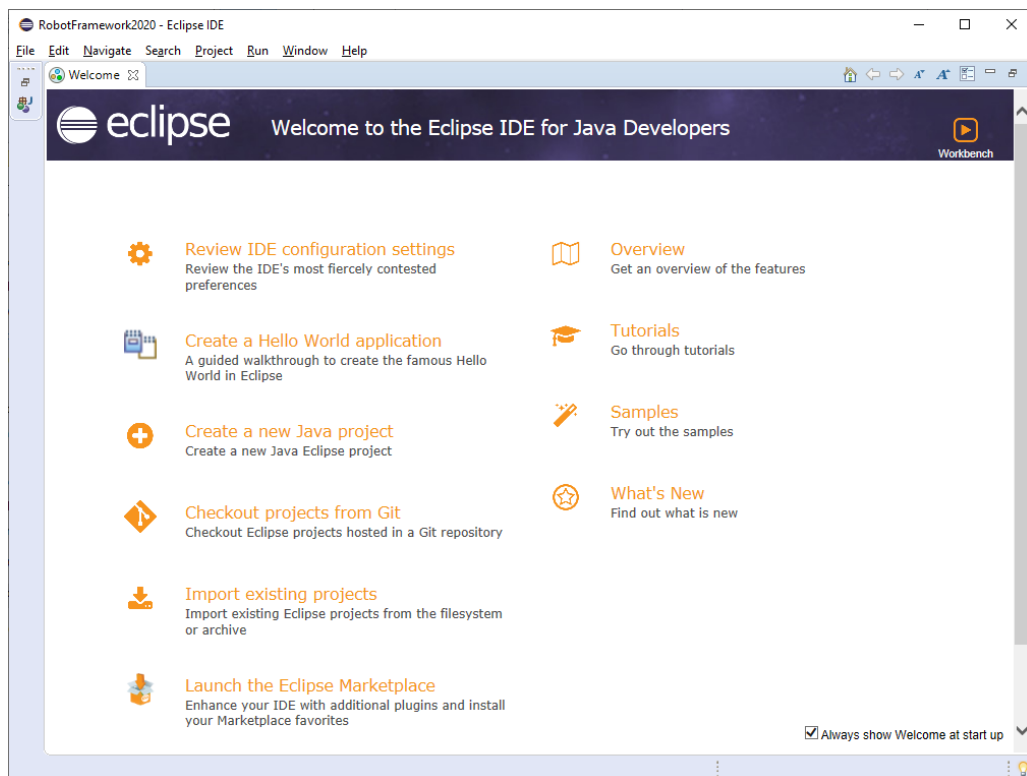 RobotFramework2020 - Eclipse IDE
File Edit Navigate Search Project Run Window Help
Welcome
eclipse Welcome to the Eclipse IDE for Java Developers
Workbench
Review IDE configuration settings
Review the IDE's most fiercely contested
preferences
Create a Hello World application
A guided walkthrough to create the famous Hello
World in Eclipse
Create a new Java project
Create a new Java Eclipse project
Checkout projects from Git
Checkout Eclipse projects hosted in a Git repository
Import existing projects
Import existing Eclipse projects from the filesystem
or archive
Launch the Eclipse Marketplace
Enhance your IDE with additional plugins and install
your Marketplace favorites
Overview
Get an overview of the features
Tutorials
Go through tutorials
Samples
Try out the samples
What's New
Find out what is new
Always show Welcome at start up